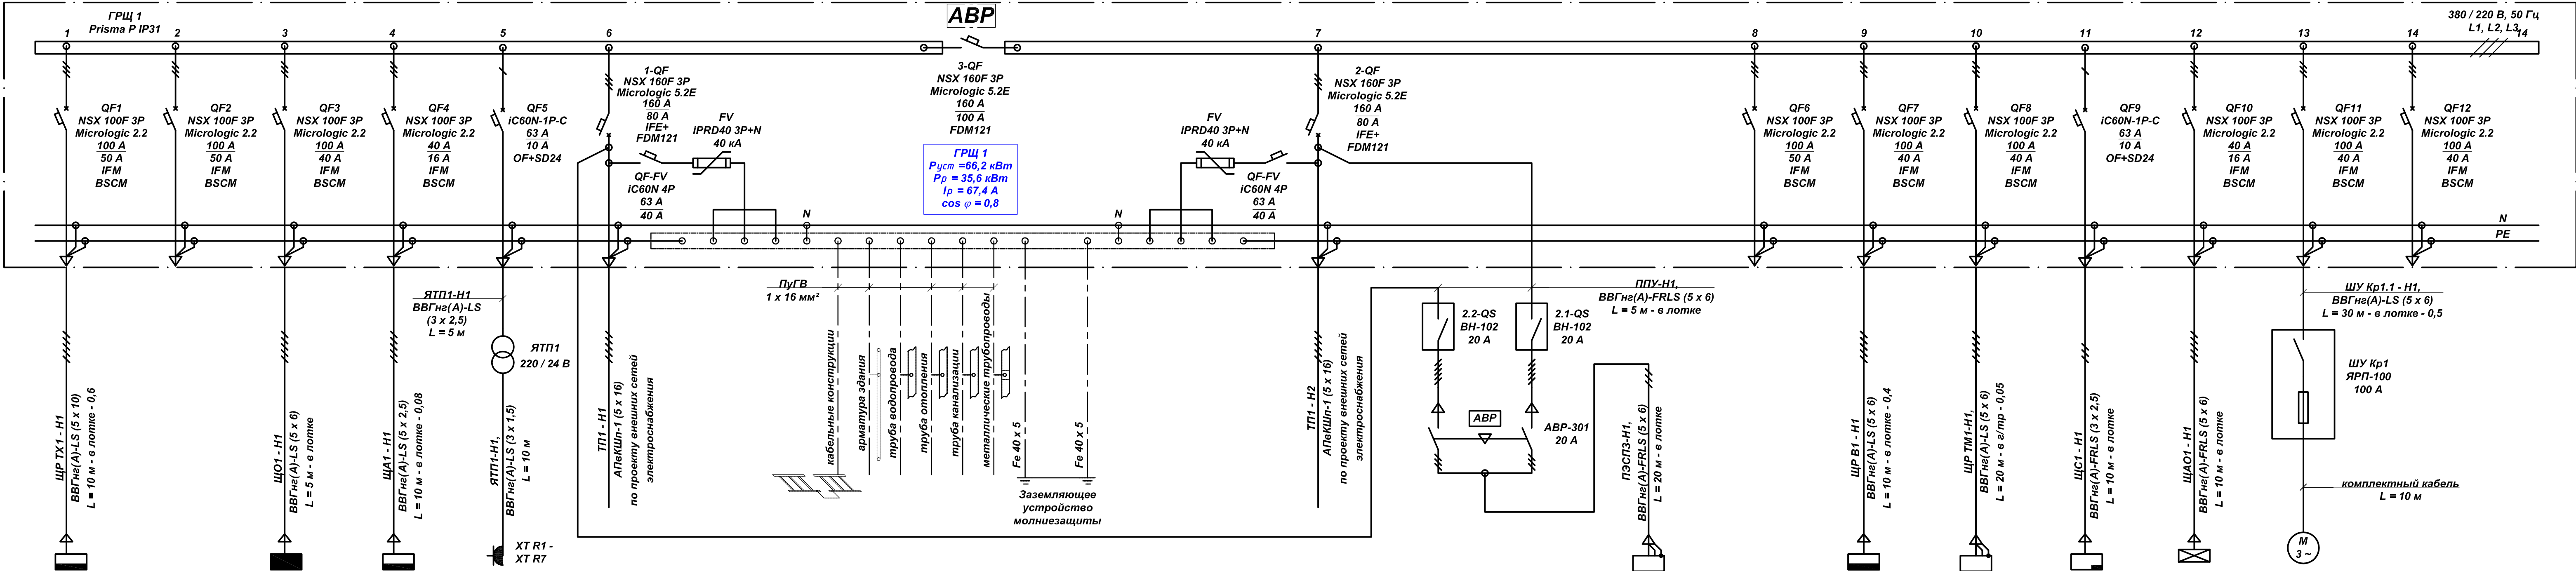 ГРЩ 1
Prisma P IP31
АВР
380 / 220 В, 50 Гц
L1, L2, L3
14
1
2
3
4
5
6
7
8
9
10
11
12
13
14
QF1
NSX 100F 3P
Micrologic 2.2
100 A
50 A
IFM
BSCM
QF2
NSX 100F 3P
Micrologic 2.2
100 A
50 A
IFM
BSCM
QF3
NSX 100F 3P
Micrologic 2.2
100 A
40 A
IFM
BSCM
QF4
NSX 100F 3P
Micrologic 2.2
40 A
16 A
IFM
BSCM
QF5
iC60N-1P-C
63 A
10 A
OF+SD24
1-QF
NSX 160F 3P
Micrologic 5.2E
160 A
80 A
IFE+
FDM121
FV
iPRD40 3P+N
40 кА
QF-FV
iC60N 4P
63 A
40 A
3-QF
NSX 160F 3P
Micrologic 5.2E
160 A
100 A
FDM121
ГРЩ 1
Pуст =66,2 кВт
Pр = 35,6 кВт
Iр = 67,4 А
cos φ = 0,8
FV
iPRD40 3P+N
40 кА
QF-FV
iC60N 4P
63 A
40 A
2-QF
NSX 160F 3P
Micrologic 5.2E
160 A
80 A
IFE+
FDM121
QF6
NSX 100F 3P
Micrologic 2.2
100 A
50 A
IFM
BSCM
QF7
NSX 100F 3P
Micrologic 2.2
100 A
40 A
IFM
BSCM
QF8
NSX 100F 3P
Micrologic 2.2
100 A
40 A
IFM
BSCM
QF9
iC60N-1P-C
63 A
10 A
OF+SD24
QF10
NSX 100F 3P
Micrologic 2.2
40 A
16 A
IFM
BSCM
QF11
NSX 100F 3P
Micrologic 2.2
100 A
40 A
IFM
BSCM
QF12
NSX 100F 3P
Micrologic 2.2
100 A
40 A
IFM
BSCM
N
N
N
PE
ЩР ТХ1 - Н1
ВВГнг(А)-LS (5 x 10)
L = 10 м - в лотке - 0,6
ЩО1 - Н1
ВВГнг(А)-LS (5 x 6)
L = 5 м - в лотке
ЩА1 - Н1
ВВГнг(А)-LS (5 x 2,5)
L = 10 м - в лотке - 0,08
ЯТП1-Н1
ВВГнг(А)-LS
(3 x 2,5)
L = 5 м
ЯТП1
220 / 24 В
ЯТП1-Н1,
ВВГнг(А)-LS (3 x 1,5)
L = 10 м
XT R1 -
XT R7
ТП1 - Н1
АПвКШп-1 (5 x 16)
по проекту внешних сетей
электроснабжения
ПуГВ
1 x 16 мм²
кабельные конструкции
арматура здания
труба водопровода
труба отопления
труба канализации
металлические трубопроводы
Fe 40 x 5
Fe 40 x 5
Заземляющее
устройство
молниезащиты
ТП1 - Н2
АПвКШп-1 (5 x 16)
по проекту внешних сетей
электроснабжения
ППУ-Н1,
ВВГнг(А)-FRLS (5 x 6)
L = 5 м - в лотке
2.2-QS
ВН-102
20 A
2.1-QS
ВН-102
20 A
АВР
АВР-301
20 A
ПЭСПЗ-Н1,
ВВГнг(А)-FRLS (5 x 6)
L = 20 м - в лотке
ЩР В1 - Н1
ВВГнг(А)-LS (5 x 6)
L = 10 м - в лотке - 0,4
ЩР ТМ1-Н1,
ВВГнг(А)-LS (5 x 6)
L = 20 м - в г/тр - 0,05
ЩС1 - Н1
ВВГнг(А)-FRLS (3 x 2,5)
L = 10 м - в лотке
ЩАО1 - Н1
ВВГнг(А)-FRLS (5 x 6)
L = 10 м - в лотке
ШУ Кр1.1 - Н1,
ВВГнг(А)-LS (5 x 6)
L = 30 м - в лотке - 0,5
ШУ Кр1
ЯРП-100
100 A
комплектный кабель
L = 10 м
M
3 ~